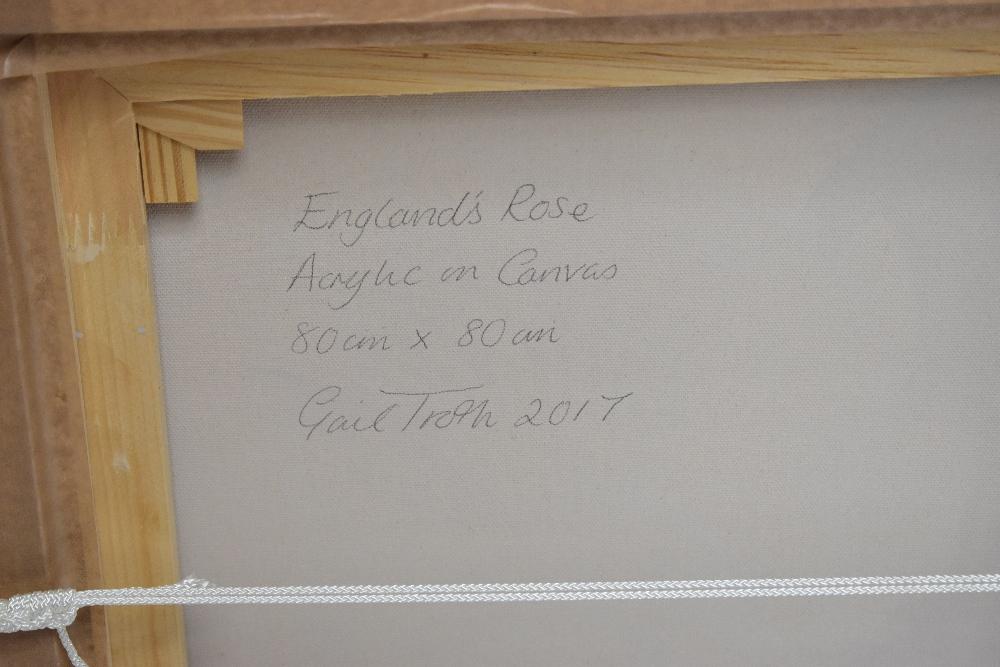 England's Rose
Acrylic on Canvas
80cm x 80cm
Gail Troth 2017